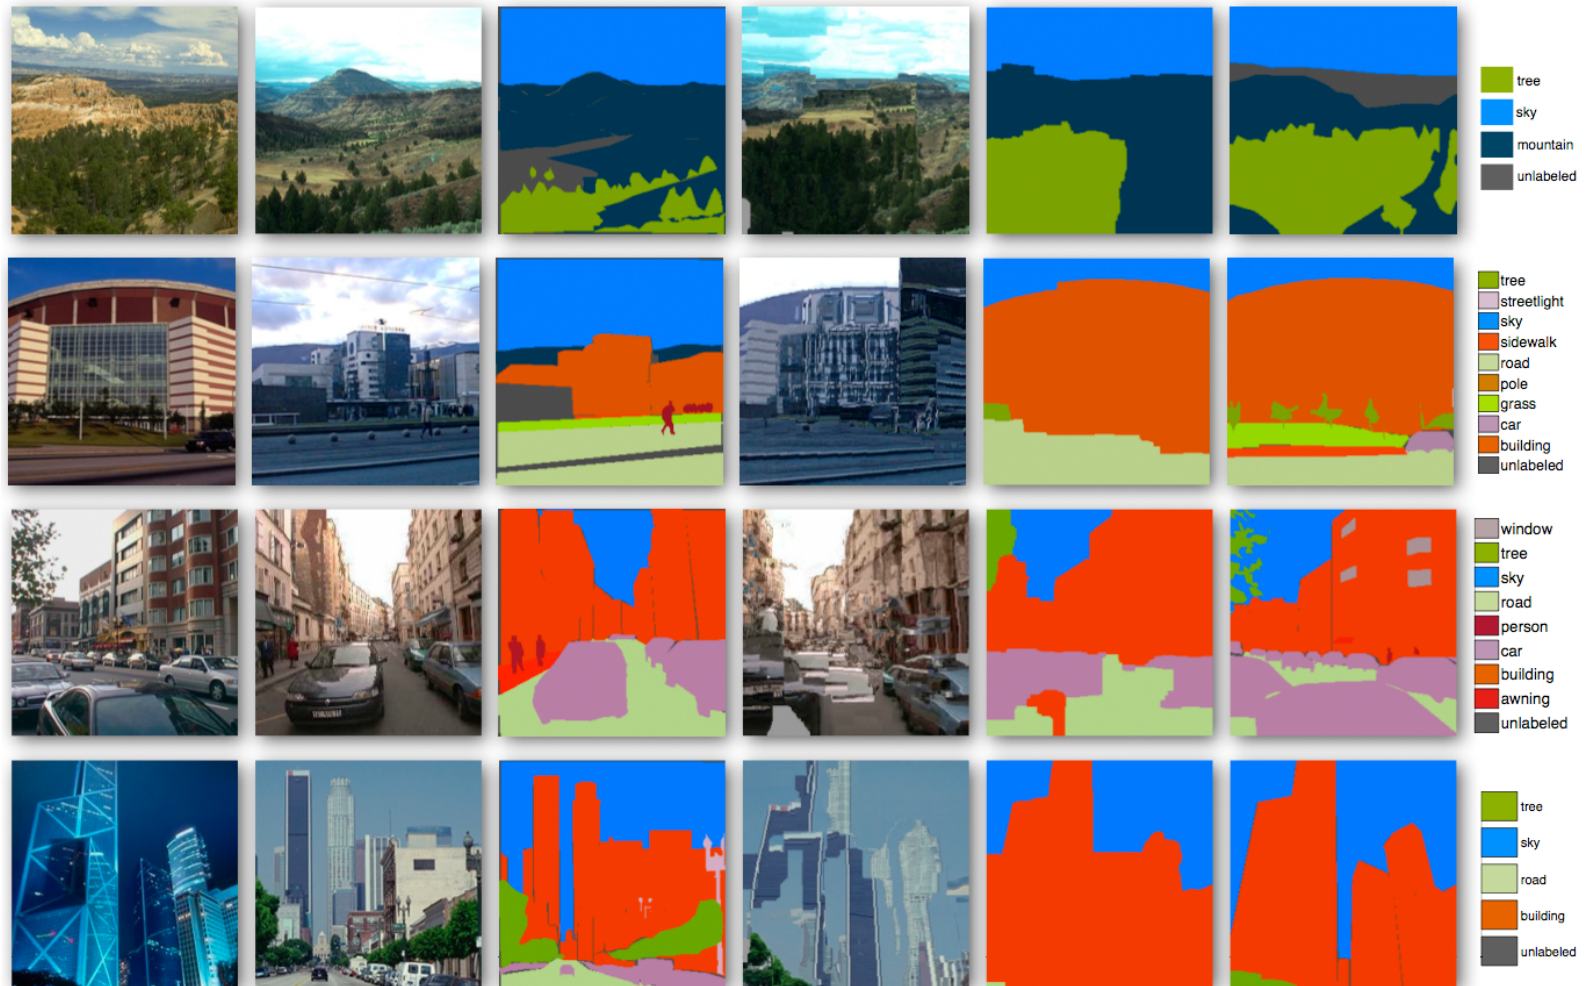 tree
sky
mountain
unlabeled
tree
streetlight
sky
sidewalk
road
pole
grass
car
building
unlabeled
window
tree
sky
road
person
car
building
awning
unlabeled
tree
sky
road
building
unlabeled